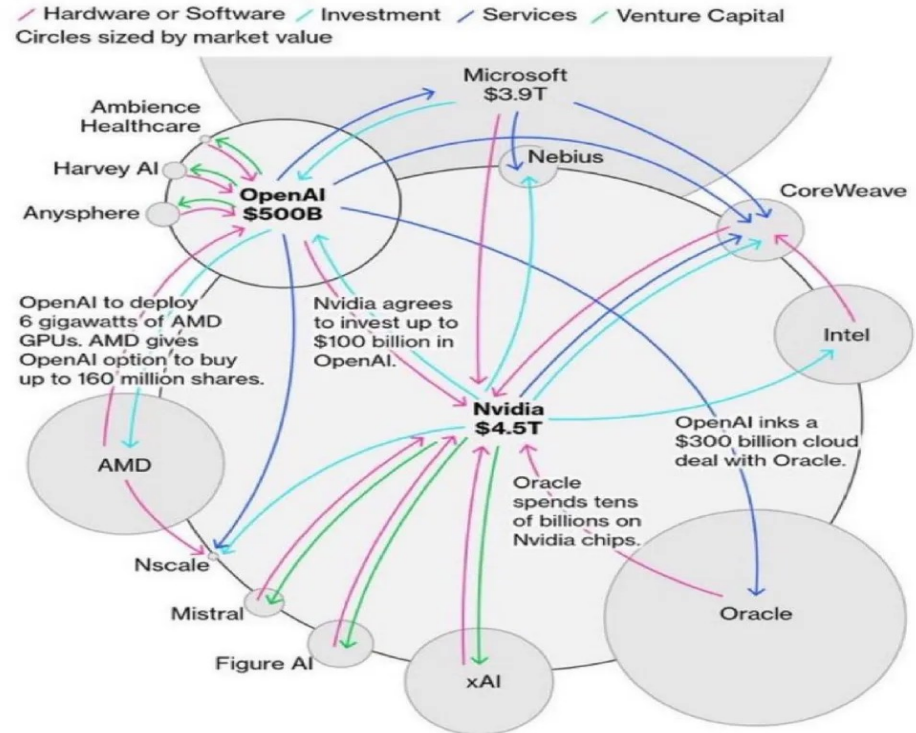 Hardware or Software
Investment
Services
Venture Capital
Circles sized by market value
Microsoft
$3.9T
Ambience
Healthcare
Harvey AI
Anysphere
OpenAI
$500B
Nebius
CoreWeave
OpenAI to deploy
6 gigawatts of AMD
GPUs. AMD gives
OpenAI option to buy
up to 160 million shares.
Nvidia agrees
to invest up to
$100 billion in
OpenAI.
Intel
Nvidia
$4.5T
OpenAI inks a
$300 billion cloud
deal with Oracle.
AMD
Oracle
spends tens
of billions on
Nvidia chips.
Nscale
Mistral
Figure AI
xAI
Oracle